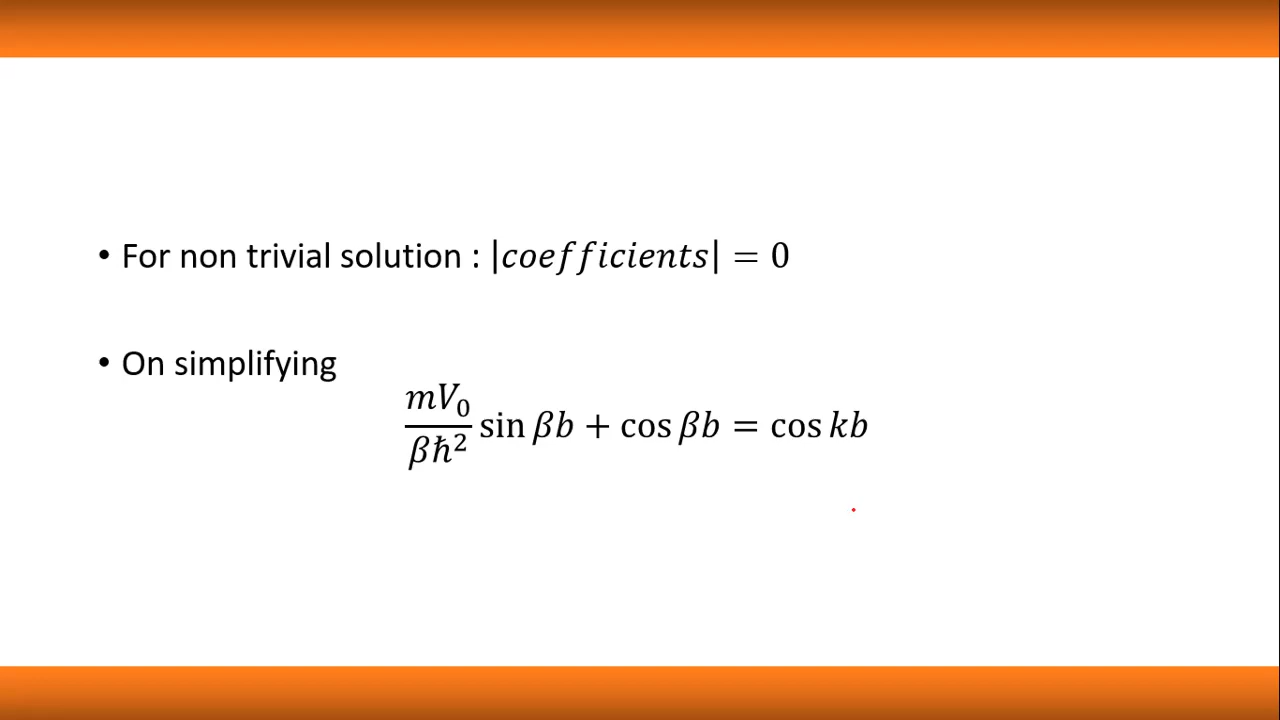 • For non trivial solution : |coefficients| = 0
• On simplifying
mV₀/βħ² sin βb + cos βb = cos kb